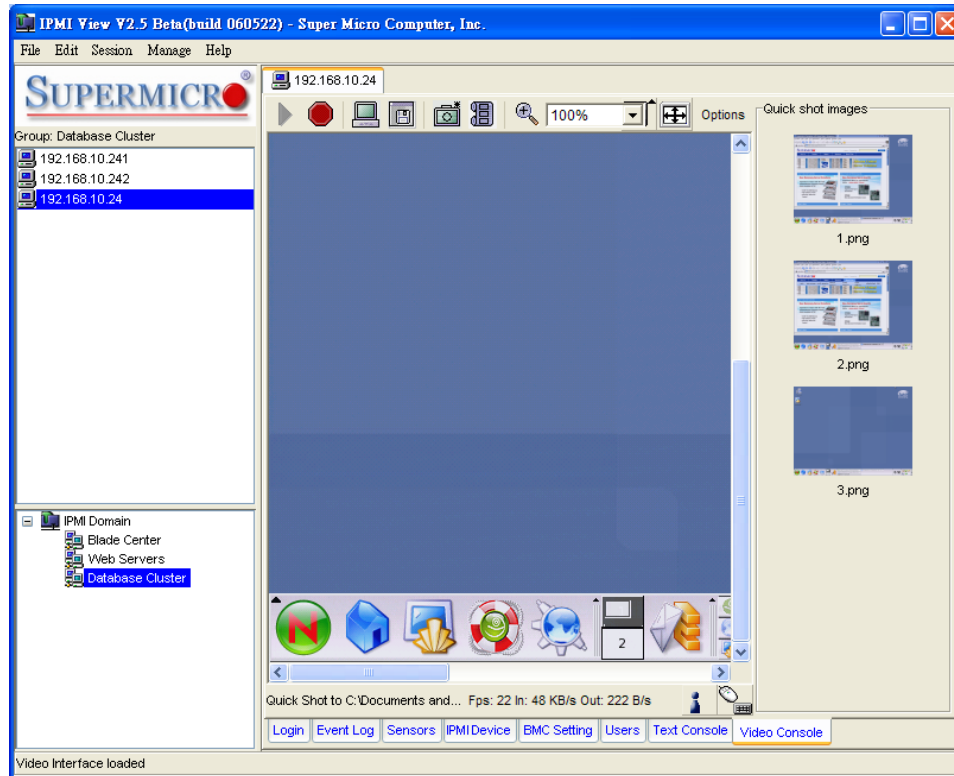 IPMI View V2.5 Beta(build 060522) - Super Micro Computer, Inc.
File Edit Session Manage Help
SUPERMICRO®
Group: Database Cluster
192.168.10.241
192.168.10.242
192.168.10.24
IPMI Domain
Blade Center
Web Servers
Database Cluster
192.168.10.24
100%
Options
N
2
Quick Shot to C:\Documents and... Fps: 22 In: 48 KB/s Out: 222 B/s
Login Event Log Sensors IPMI Device BMC Setting Users Text Console Video Console
Quick shot images
1.png
2.png
3.png
Video Interface loaded